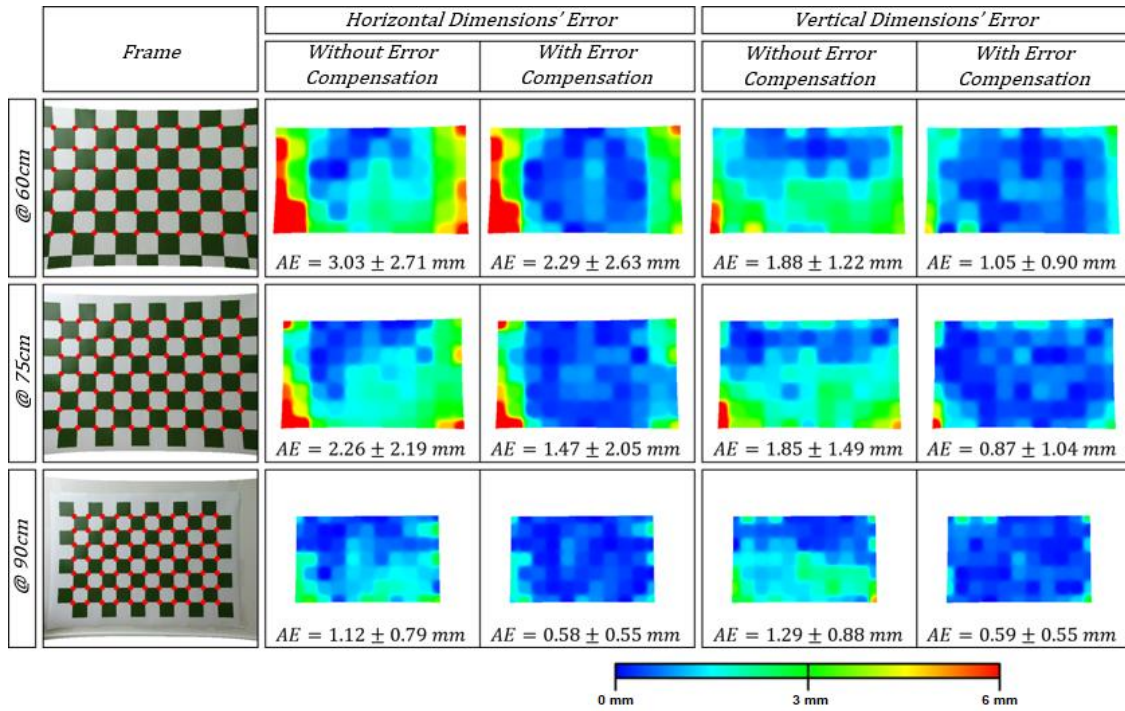 Frame
Horizontal Dimensions’ Error
Vertical Dimensions’ Error
Without Error
Compensation
With Error
Compensation
Without Error
Compensation
With Error
Compensation
@ 60cm
AE = 3.03 ± 2.71 mm
AE = 2.29 ± 2.63 mm
AE = 1.88 ± 1.22 mm
AE = 1.05 ± 0.90 mm
@ 75cm
AE = 2.26 ± 2.19 mm
AE = 1.47 ± 2.05 mm
AE = 1.85 ± 1.49 mm
AE = 0.87 ± 1.04 mm
@ 90cm
AE = 1.12 ± 0.79 mm
AE = 0.58 ± 0.55 mm
AE = 1.29 ± 0.88 mm
AE = 0.59 ± 0.55 mm
0 mm
3 mm
6 mm